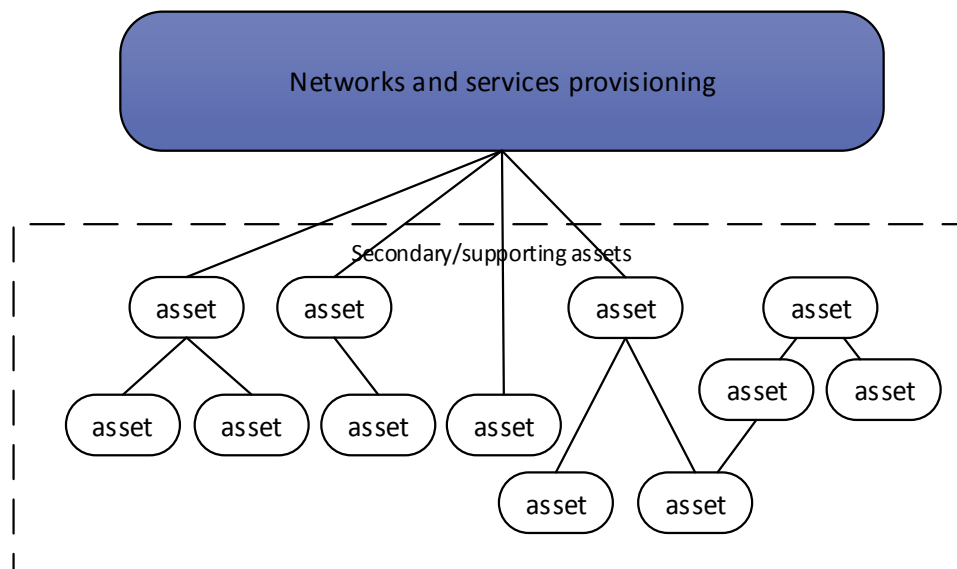 Networks and services provisioning
Secondary/supporting assets
asset
asset
asset
asset
asset
asset
asset
asset
asset
asset
asset
asset